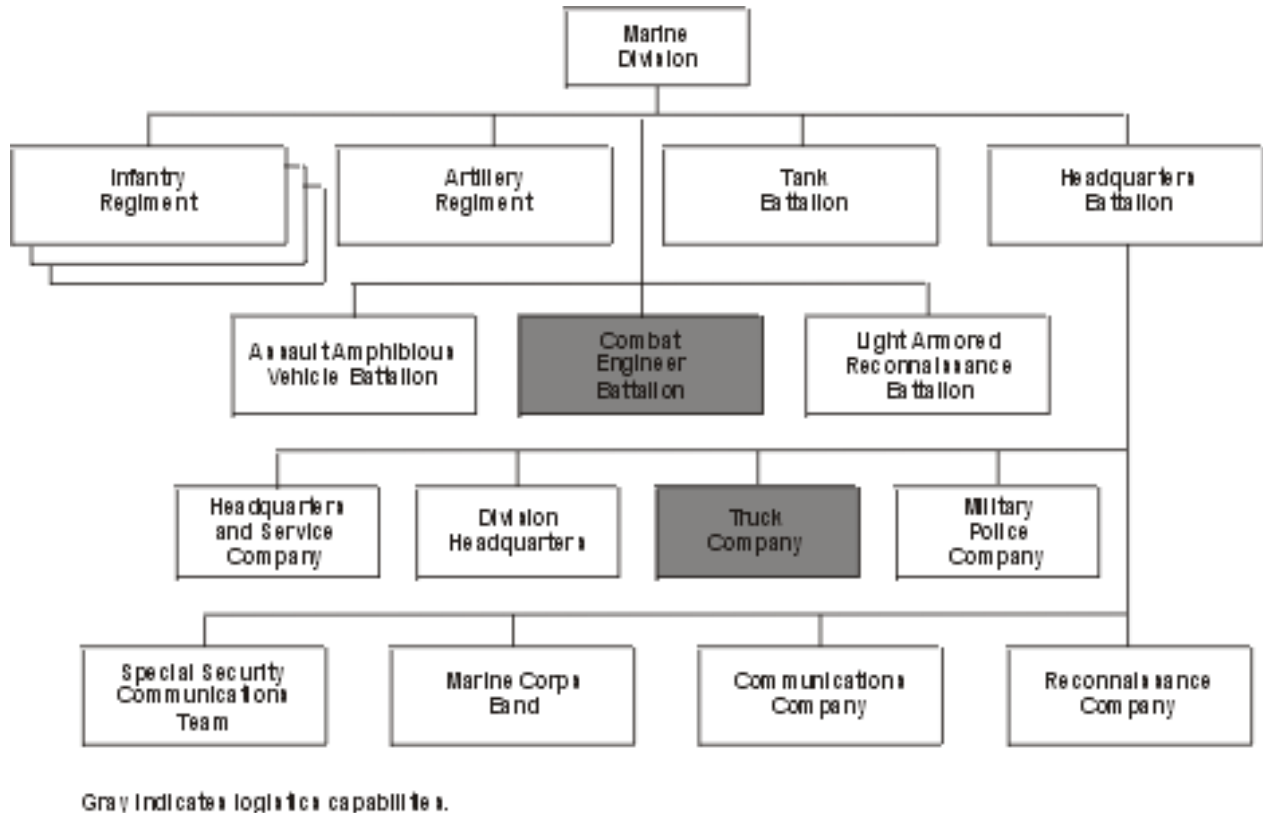 Marine
Division
Infantry
Regiment
Artillery
Regiment
Tank
Battalion
Headquarters
Battalion
Assault Amphibious
Vehicle Battalion
Combat
Engineer
Battalion
Light Armored
Reconnaissance
Battalion
Headquarters
and Service
Company
Division
Headquarters
Truck
Company
Military
Police
Company
Special Security
Communications
Team
Marine Corps
Band
Communications
Company
Reconnaissance
Company
Gray indicates logistics capabilities.